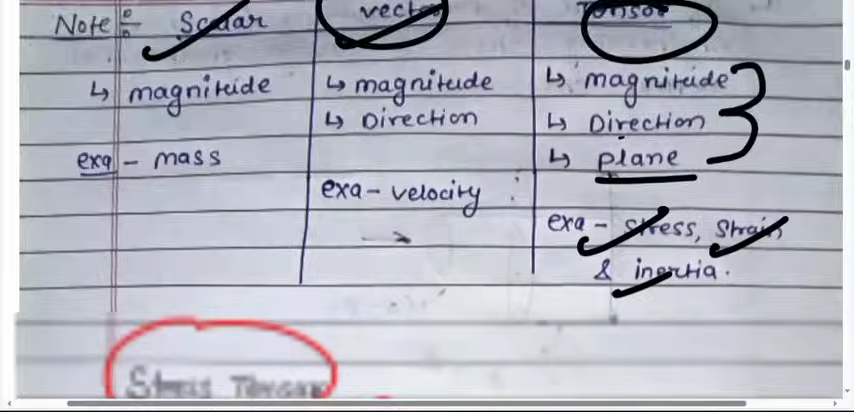 Note :- Scalar
vector
Tensor
↳ magnitude
exa - mass
↳ magnitude
↳ Direction
exa - velocity
↳ magnitude
↳ Direction
↳ plane
exa - stress, strain
& inertia.
Stress Tensor